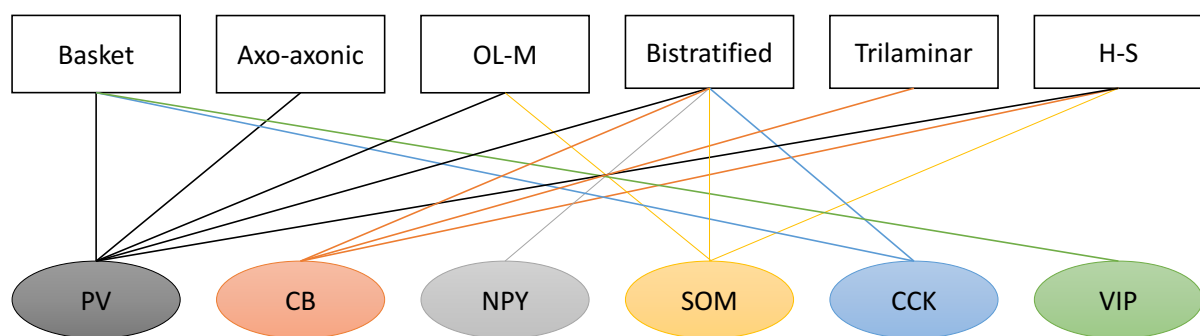 Basket
Axo-axonic
OL-M
Bistratified
Trilaminar
H-S
PV
CB
NPY
SOM
CCK
VIP